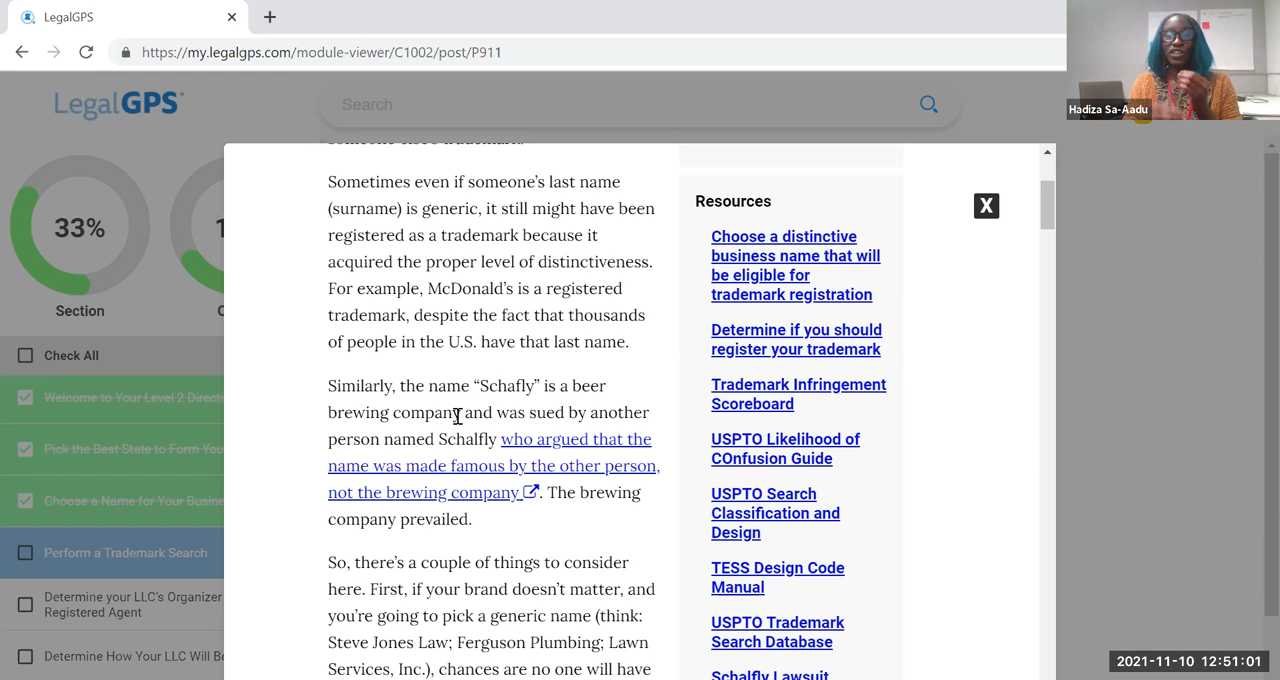 LegalGPS
https://my.legalgps.com/module-viewer/C1002/post/P911
Hadiza Sa-Aadu
LegalGPS
Search
33%
1
Section
Check All
Welcome to Your Level 2 Directi
Pick the Best State to Form You
Choose a Name for Your Busine
Perform a Trademark Search
Determine your LLC's Organizer
Registered Agent
Determine How Your LLC Will Be
someone else's trademark.
Sometimes even if someone's last name
(surname) is generic, it still might have been
registered as a trademark because it
acquired the proper level of distinctiveness.
For example, McDonald's is a registered
trademark, despite the fact that thousands
of people in the U.S. have that last name.
Similarly, the name “Schafly” is a beer
brewing company and was sued by another
person named Schalfly who argued that the
name was made famous by the other person,
not the brewing company. The brewing
company prevailed.
So, there's a couple of things to consider
here. First, if your brand doesn't matter, and
you're going to pick a generic name (think:
Steve Jones Law; Ferguson Plumbing; Lawn
Services, Inc.), chances are no one will have
Resources
Choose a distinctive
business name that will
be eligible for
trademark registration
Determine if you should
register your trademark
Trademark Infringement
Scoreboard
USPTO Likelihood of
COnfusion Guide
USPTO Search
Classification and
Design
TESS Design Code
Manual
USPTO Trademark
Search Database
Schalfly Lawsuit
X
2021-11-10 12:51:01